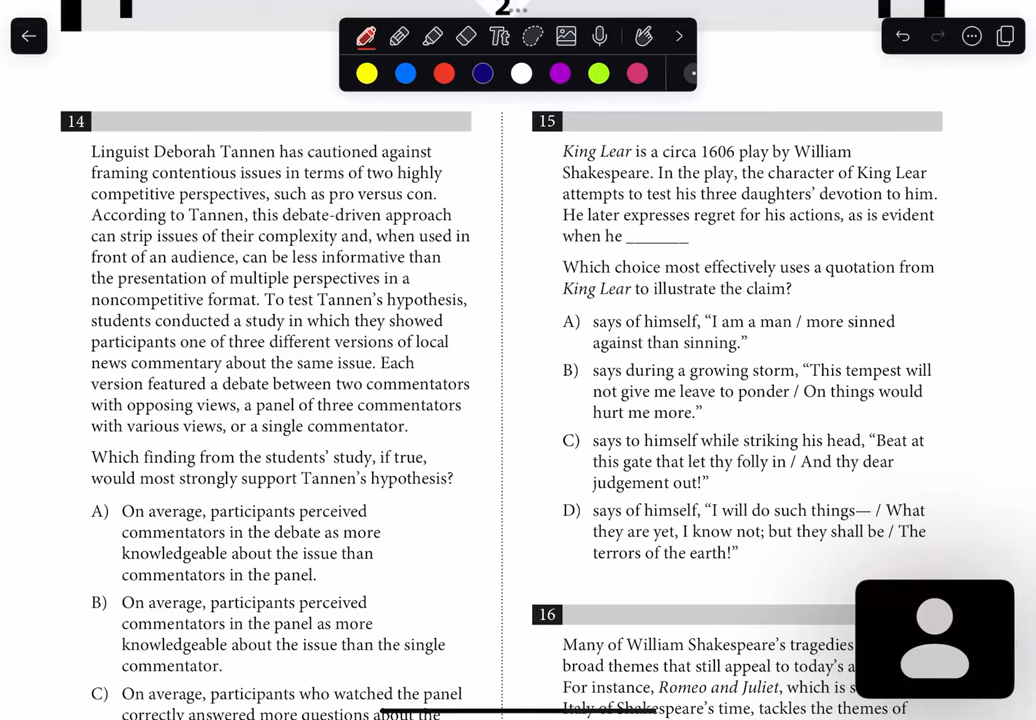 2
Tt
14
Linguist Deborah Tannen has cautioned against
framing contentious issues in terms of two highly
competitive perspectives, such as pro versus con.
According to Tannen, this debate-driven approach
can strip issues of their complexity and, when used in
front of an audience, can be less informative than
the presentation of multiple perspectives in a
noncompetitive format. To test Tannen’s hypothesis,
students conducted a study in which they showed
participants one of three different versions of local
news commentary about the same issue. Each
version featured a debate between two commentators
with opposing views, a panel of three commentators
with various views, or a single commentator.
Which finding from the students’ study, if true,
would most strongly support Tannen’s hypothesis?
A) On average, participants perceived
commentators in the debate as more
knowledgeable about the issue than
commentators in the panel.
B) On average, participants perceived
commentators in the panel as more
knowledgeable about the issue than the single
commentator.
C) On average, participants who watched the panel
correctly answered more questions about the
15
King Lear is a circa 1606 play by William
Shakespeare. In the play, the character of King Lear
attempts to test his three daughters’ devotion to him.
He later expresses regret for his actions, as is evident
when he _______
Which choice most effectively uses a quotation from
King Lear to illustrate the claim?
A) says of himself, “I am a man / more sinned
against than sinning.”
B) says during a growing storm, “This tempest will
not give me leave to ponder / On things would
hurt me more.”
C) says to himself while striking his head, “Beat at
this gate that let thy folly in / And thy dear
judgement out!”
D) says of himself, “I will do such things— / What
they are yet, I know not; but they shall be / The
terrors of the earth!”
16
Many of William Shakespeare’s tragedies
broad themes that still appeal to today’s
For instance, Romeo and Juliet, which is
Italy of Shakespeare’s time, tackles the themes of